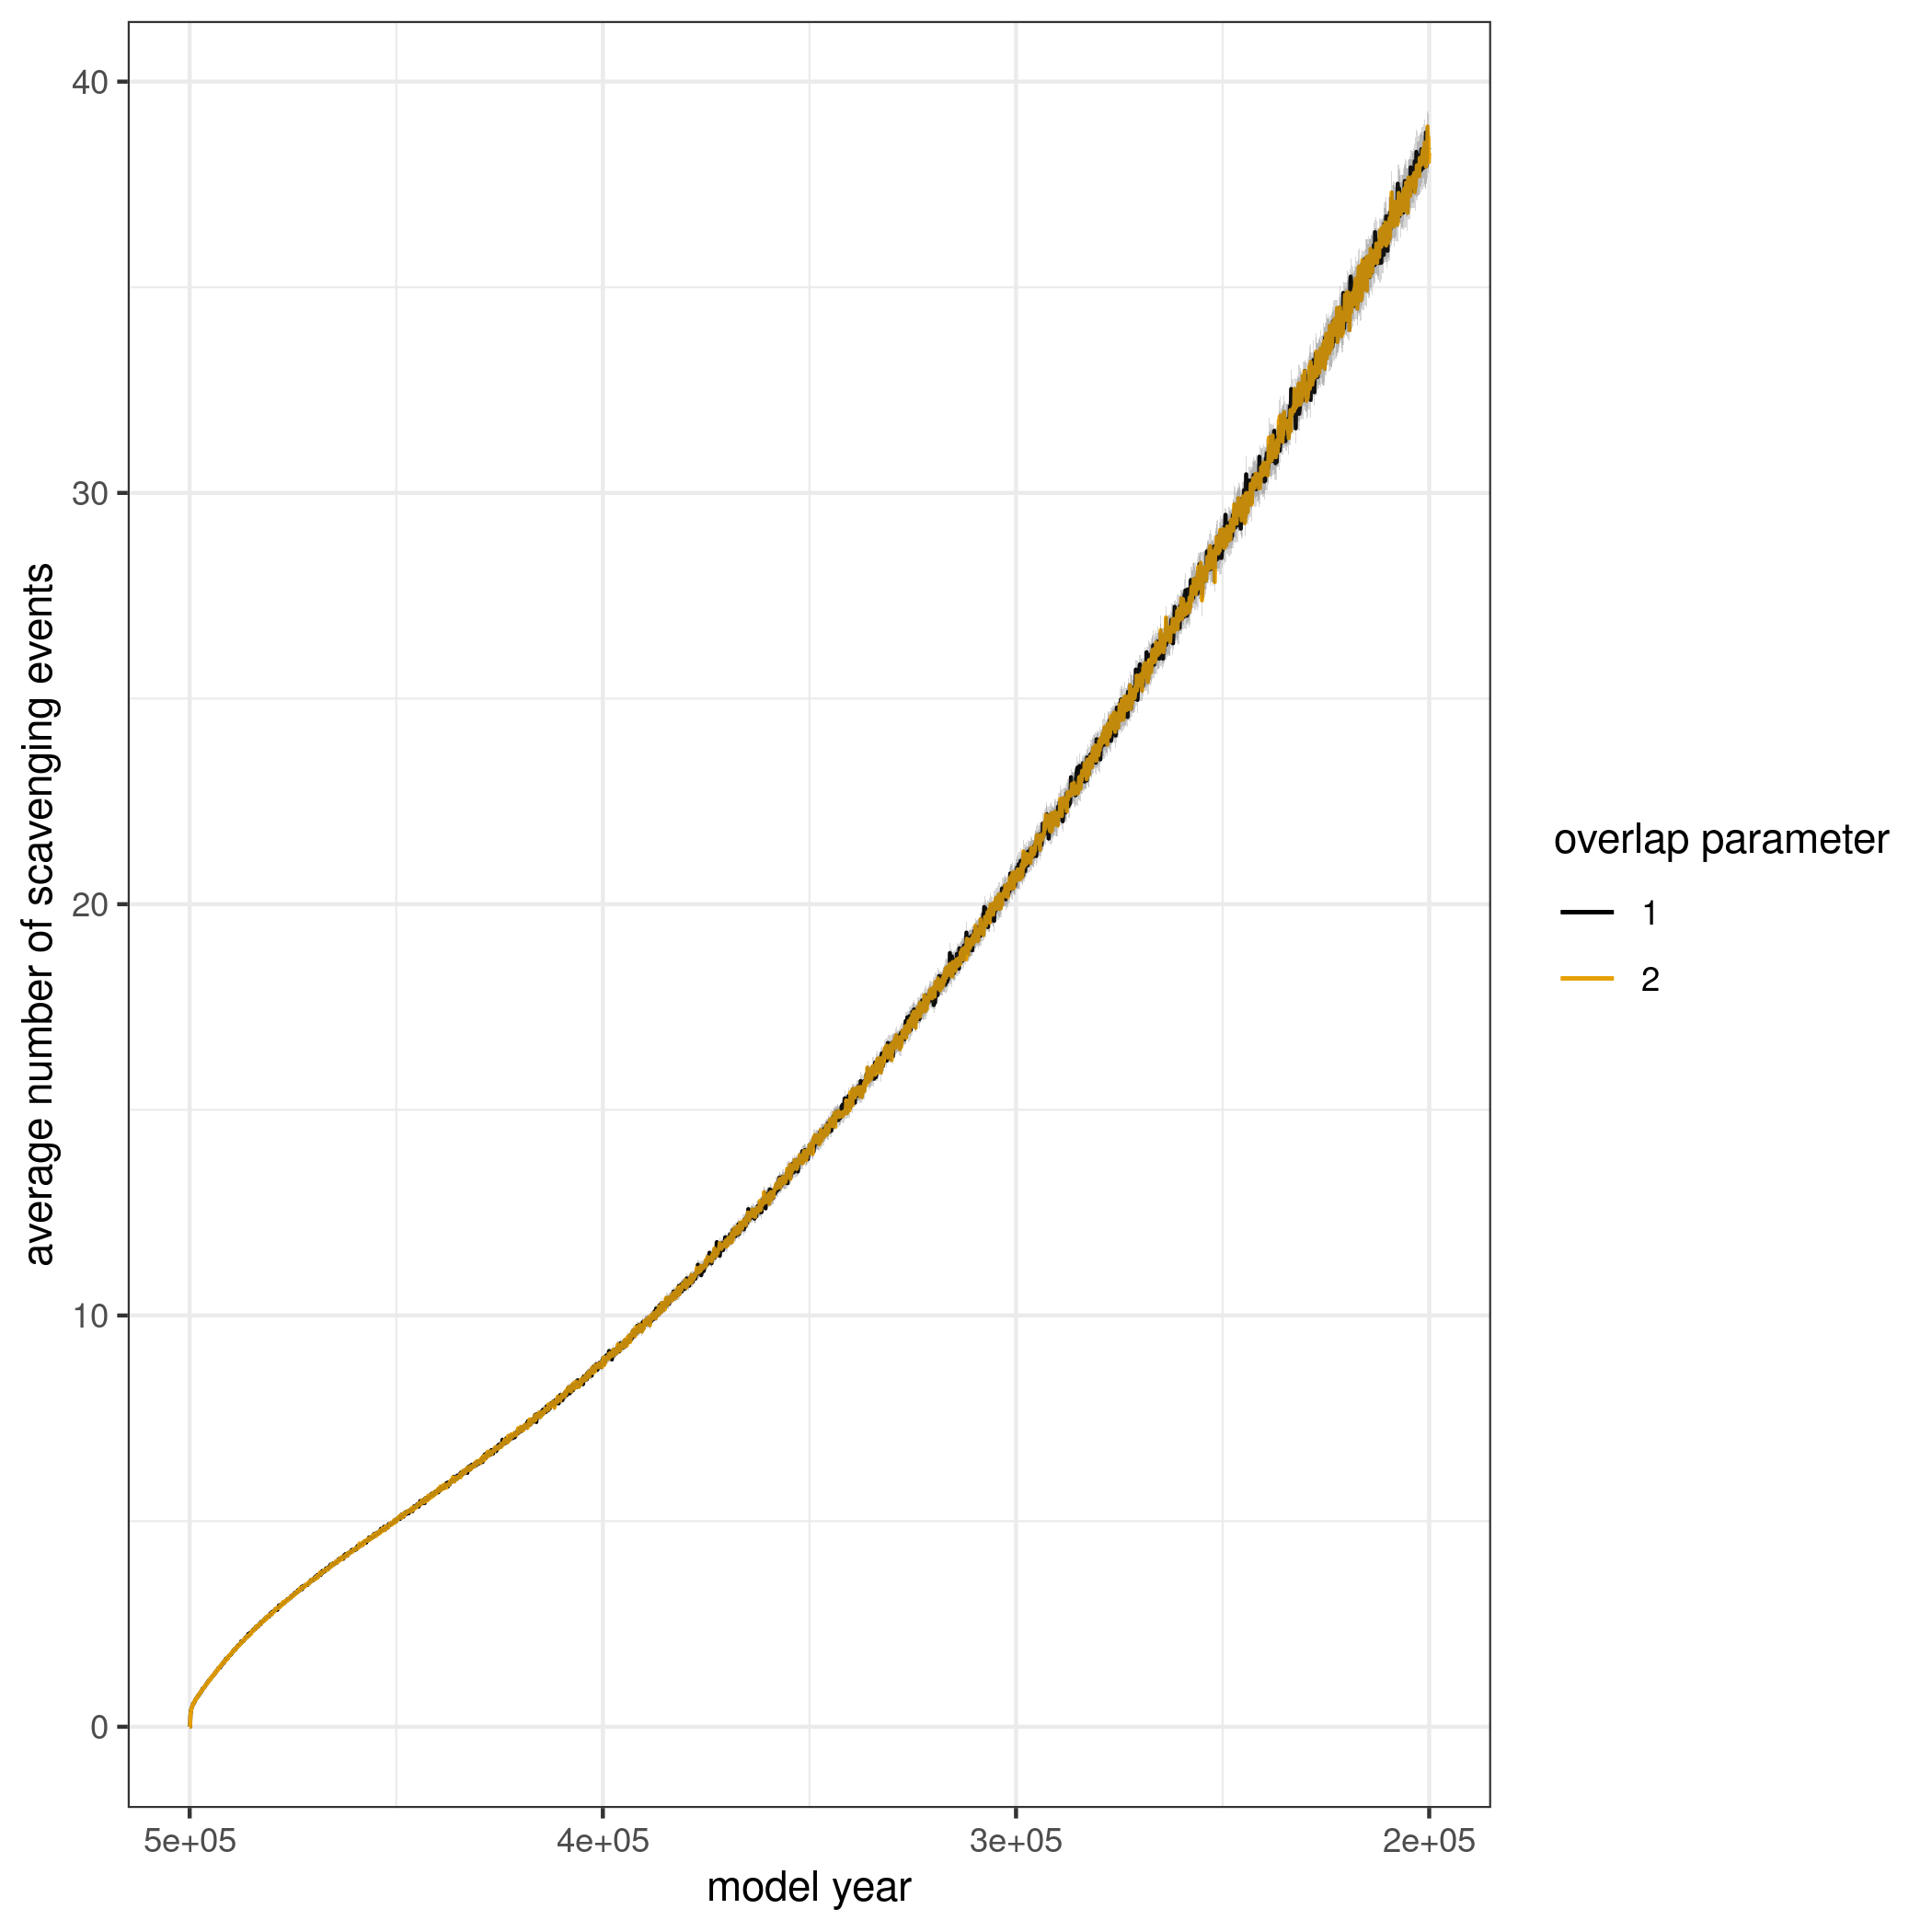 average number of scavenging events
40
30
20
10
0
5e+05
4e+05
3e+05
2e+05
model year
overlap parameter
1
2